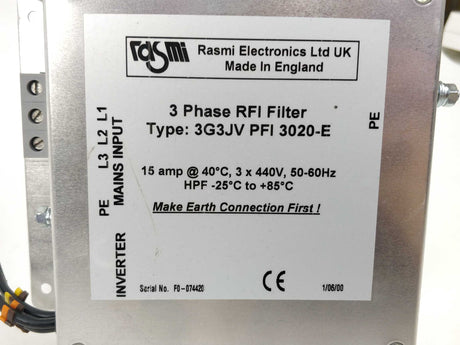 rasmi
Rasmi Electronics Ltd UK
Made In England
3 Phase RFI Filter
Type: 3G3JV PFI 3020-E
15 amp @ 40°C, 3 x 440V, 50-60Hz
HPF -25°C to +85°C
Make Earth Connection First !
Serial No. F0-074420
CE
1/06/00
PE L3 L2 L1
MAINS INPUT
INVERTER
PE